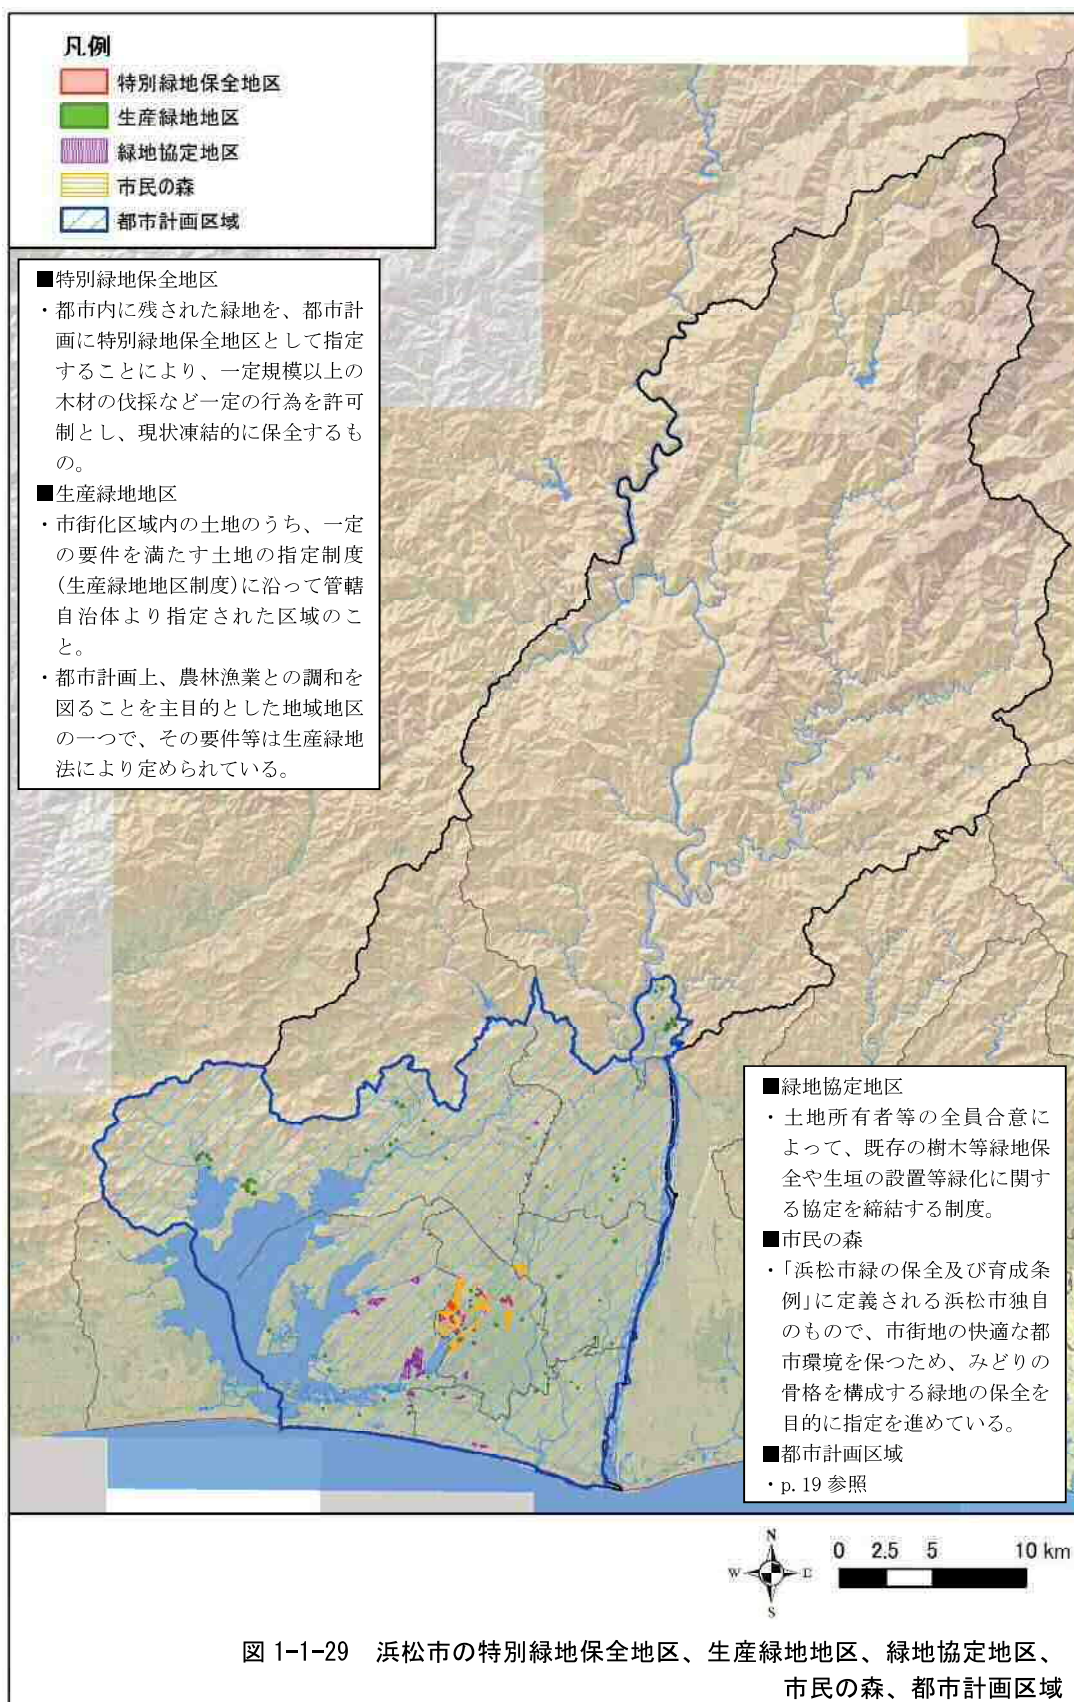 凡例
特別緑地保全地区
生産緑地地区
緑地協定地区
市民の森
都市計画区域
■特別緑地保全地区
・都市内に残された緑地を、都市計
画に特別緑地保全地区として指定
することにより、一定規模以上の
木材の伐採など一定の行為を許可
制とし、現状凍結的に保全するも
の。
■生産緑地地区
・市街化区域内の土地のうち、一定
の要件を満たす土地の指定制度
(生産緑地地区制度)に沿って管轄
自治体より指定された区域のこ
と。
・都市計画上、農林漁業との調和を
図ることを主目的とした地域地区
の一つで、その要件等は生産緑地
法により定められている。
■緑地協定地区
・土地所有者等の全員合意に
よって、既存の樹木等緑地保
全や生垣の設置等緑化に関す
る協定を締結する制度。
■市民の森
・「浜松市緑の保全及び育成条
例」に定義される浜松市独自
のもので、市街地の快適な都
市環境を保つため、みどりの
骨格を構成する緑地の保全を
目的に指定を進めている。
■都市計画区域
・p.19 参照
N
W E
S
0 2.5 5 10 km
図 1-1-29 浜松市の特別緑地保全地区、生産緑地地区、緑地協定地区、
市民の森、都市計画区域